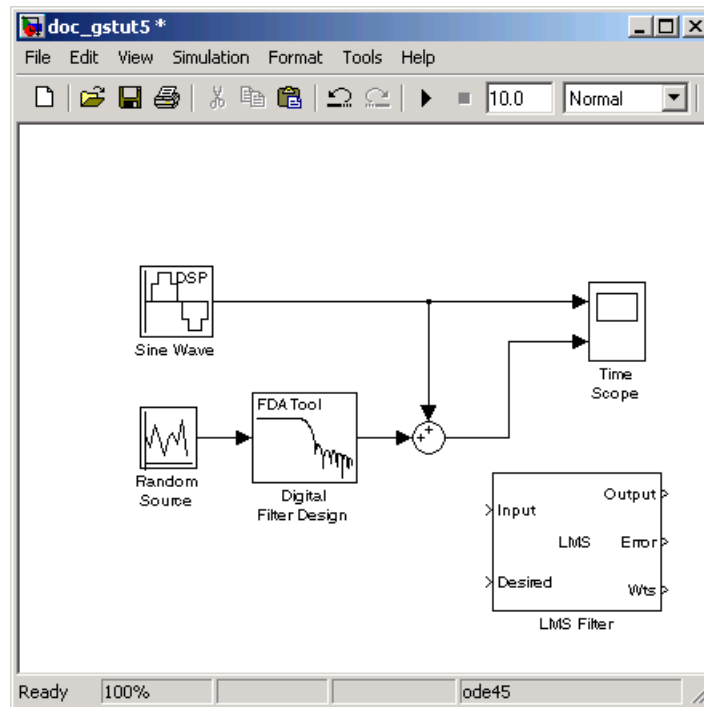 doc_gstut5 *
File Edit View Simulation Format Tools Help
10.0 Normal
DSP
Sine Wave
Time
Scope
FDATool
Random
Source
Digital
Filter Design
Output
Input
LMS Error
Desired
Wts
LMS Filter
Ready 100% ode45